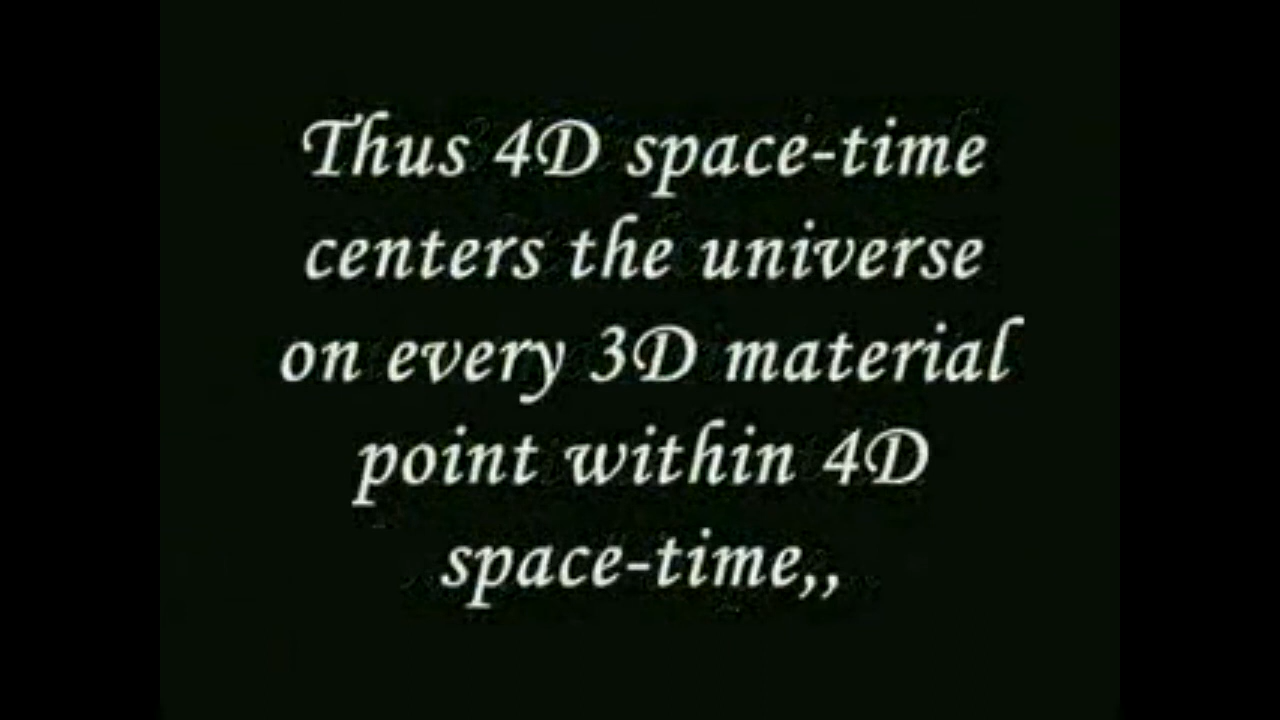 Thus 4D space-time
centers the universe
on every 3D material
point within 4D
space-time,,